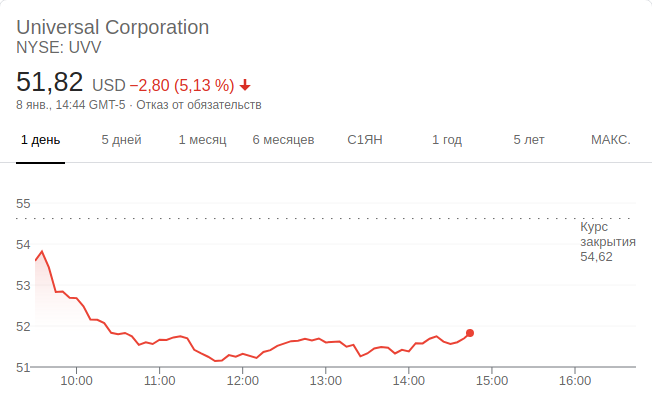 Universal Corporation
NYSE: UVV
51,82 USD −2,80 (5,13 %)
8 янв., 14:44 GMT-5 · Отказ от обязательств
1 день 5 дней 1 месяц 6 месяцев С1ЯН 1 год 5 лет МАКС.
55
Курс
закрытия
54,62
54
53
52
51
10:00 11:00 12:00 13:00 14:00 15:00 16:00